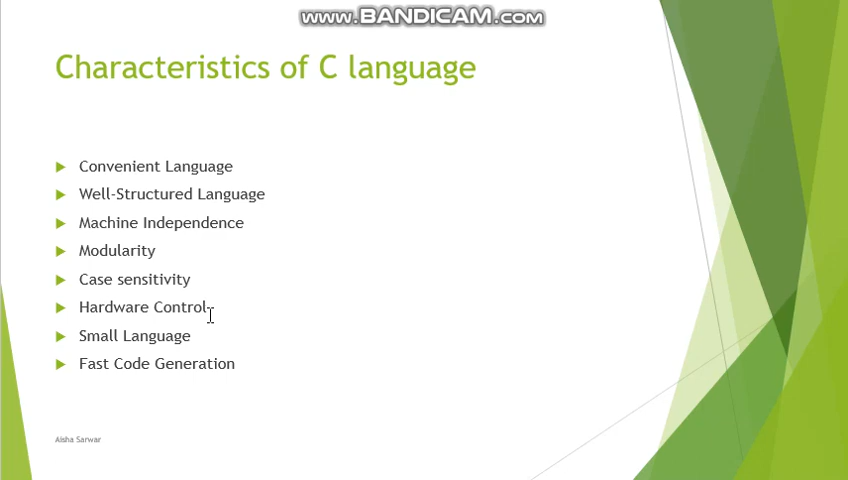 www.BANDICAM.com
Characteristics of C language
Convenient Language
Well-Structured Language
Machine Independence
Modularity
Case sensitivity
Hardware Control
Small Language
Fast Code Generation
Aisha Sarwar